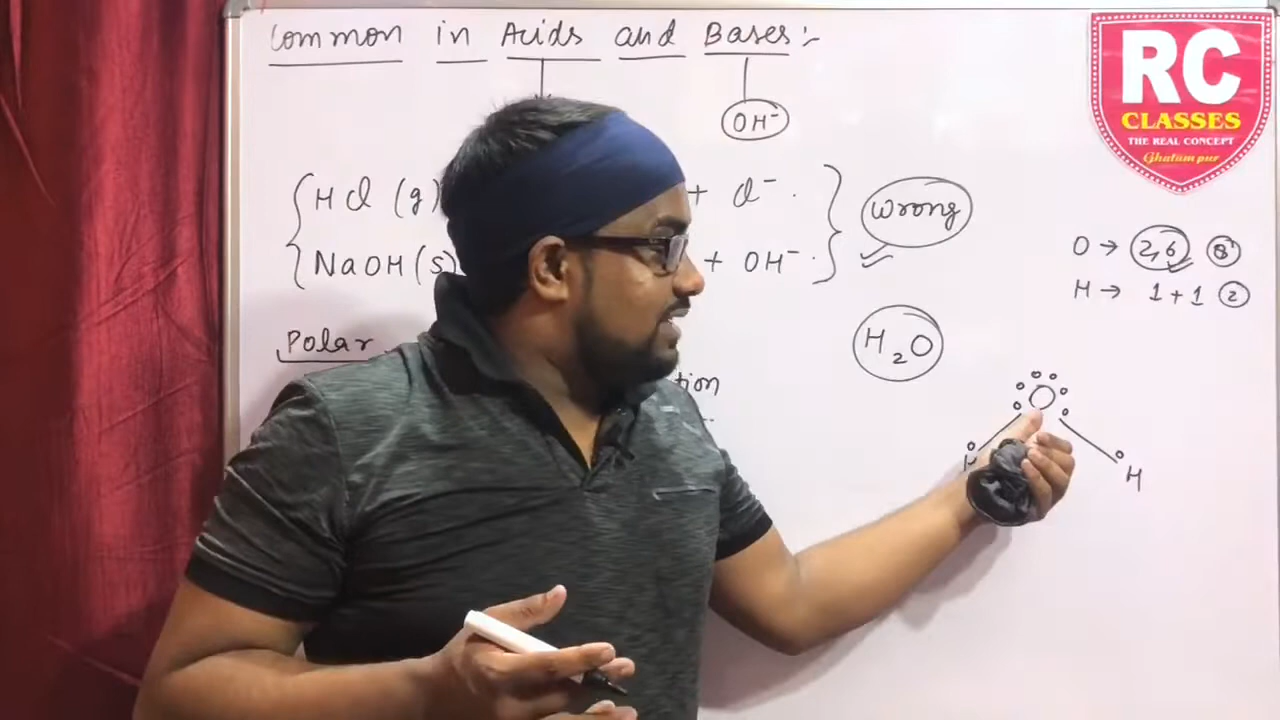 Common in Acids and Bases :-
OH⁻
HCl (g) + Cl⁻ .
NaOH (s) + OH⁻ .
Wrong
O → 2,6 8
H → 1 + 1 2
H₂O
Polar
tion
O
H H
RC
CLASSES
THE REAL CONCEPT
Ghatampur